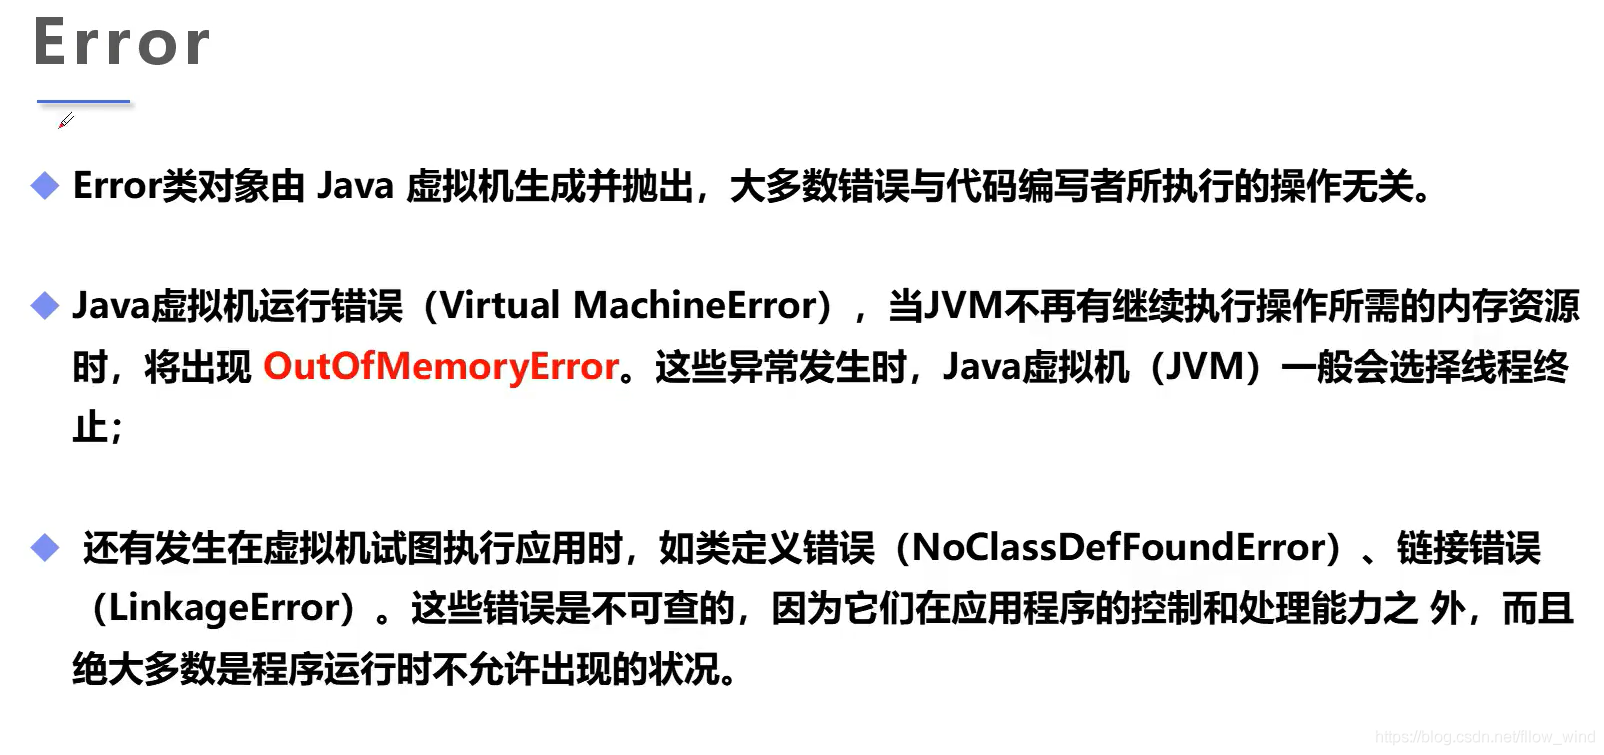 Error
Error类对象由 Java 虚拟机生成并抛出，大多数错误与代码编写者所执行的操作无关。
Java虚拟机运行错误（Virtual MachineError），当JVM不再有继续执行操作所需的内存资源
时，将出现 OutOfMemoryError。这些异常发生时，Java虚拟机（JVM）一般会选择线程终
止；
还有发生在虚拟机试图执行应用时，如类定义错误（NoClassDefFoundError）、链接错误
（LinkageError）。这些错误是不可查的，因为它们在应用程序的控制和处理能力之 外，而且
绝大多数是程序运行时不允许出现的状况。
https://blog.csdn.net/fllow_wind